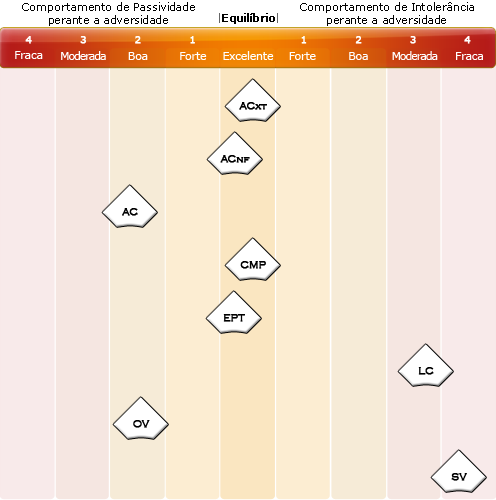 Comportamento de Passividade
perante a adversidade
|Equilíbrio|
Comportamento de Intolerância
perante a adversidade
4 3 2 1 1 2 3 4
Fraca Moderada Boa Forte Excelente Forte Boa Moderada Fraca
ACXT
ACNF
AC
CMP
EPT
LC
OV
SV